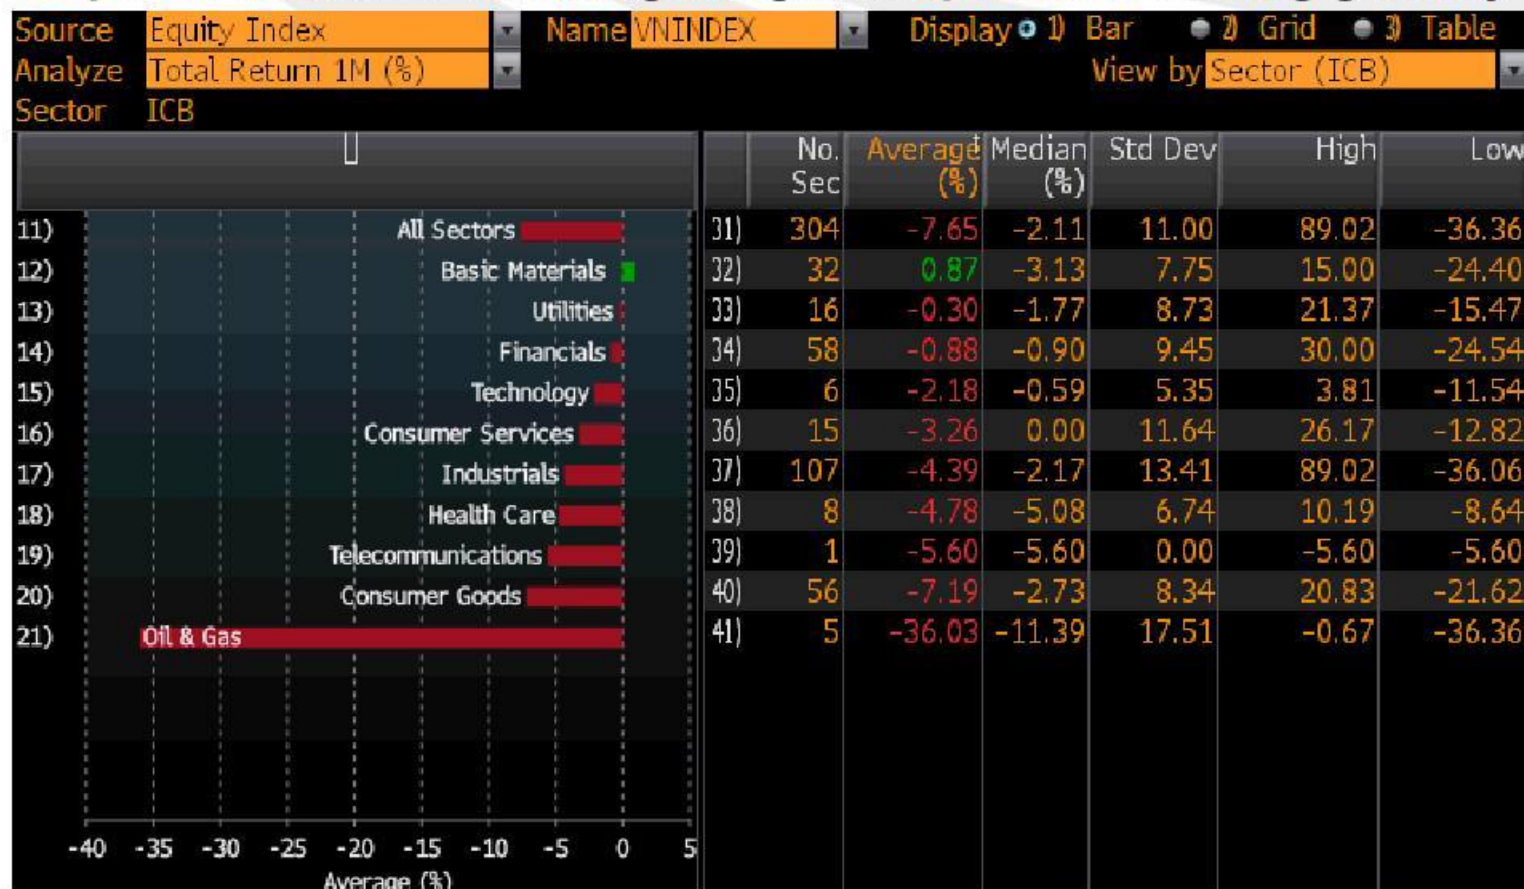 Source Equity Index Name VNINDEX Display 1) Bar 2) Grid 3) Table
Analyze Total Return 1M (%) View by Sector (ICB)
Sector ICB
No. Sec Average (%) Median (%) Std Dev High Low
11) All Sectors 31) 304 -7.65 -2.11 11.00 89.02 -36.36
12) Basic Materials 32) 32 0.87 -3.13 7.75 15.00 -24.40
13) Utilities 33) 16 -0.30 -1.77 8.73 21.37 -15.47
14) Financials 34) 58 -0.88 -0.90 9.45 30.00 -24.54
15) Technology 35) 6 -2.18 -0.59 5.35 3.81 -11.54
16) Consumer Services 36) 15 -3.26 0.00 11.64 26.17 -12.82
17) Industrials 37) 107 -4.39 -2.17 13.41 89.02 -36.06
18) Health Care 38) 8 -4.78 -5.08 6.74 10.19 -8.64
19) Telecommunications 39) 1 -5.60 -5.60 0.00 -5.60 -5.60
20) Consumer Goods 40) 56 -7.19 -2.73 8.34 20.83 -21.62
21) Oil & Gas 41) 5 -36.03 -11.39 17.51 -0.67 -36.36
-40 -35 -30 -25 -20 -15 -10 -5 0 5
Average (%)